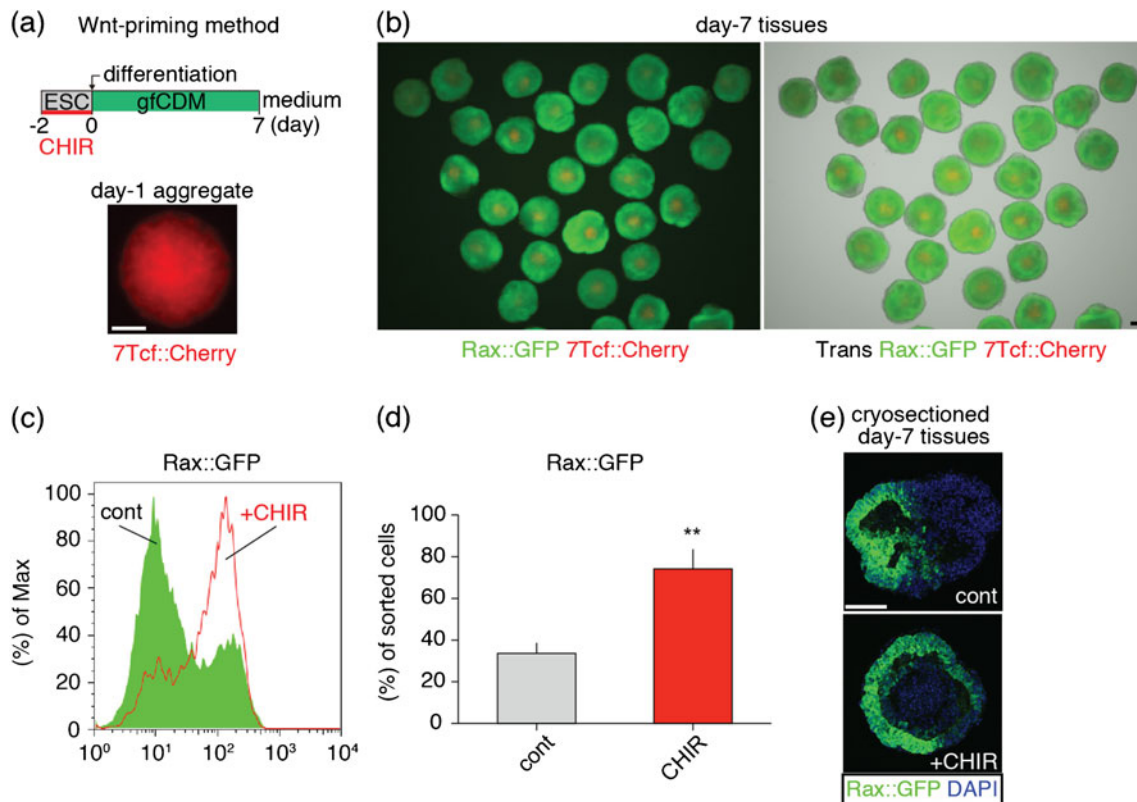 (a)
Wnt-priming method
differentiation
ESC gfCDM medium
-2 0 7 (day)
CHIR
day-1 aggregate
7Tcf::Cherry
(b)
day-7 tissues
Rax::GFP 7Tcf::Cherry
Trans Rax::GFP 7Tcf::Cherry
(c)
Rax::GFP
(%) of Max
100
80
60
40
20
0
cont
+CHIR
10⁰ 10¹ 10² 10³ 10⁴
(d)
Rax::GFP
(%) of sorted cells
100
80
60
40
20
0
**
cont
CHIR
(e)
cryosectioned
day-7 tissues
cont
+CHIR
Rax::GFP DAPI